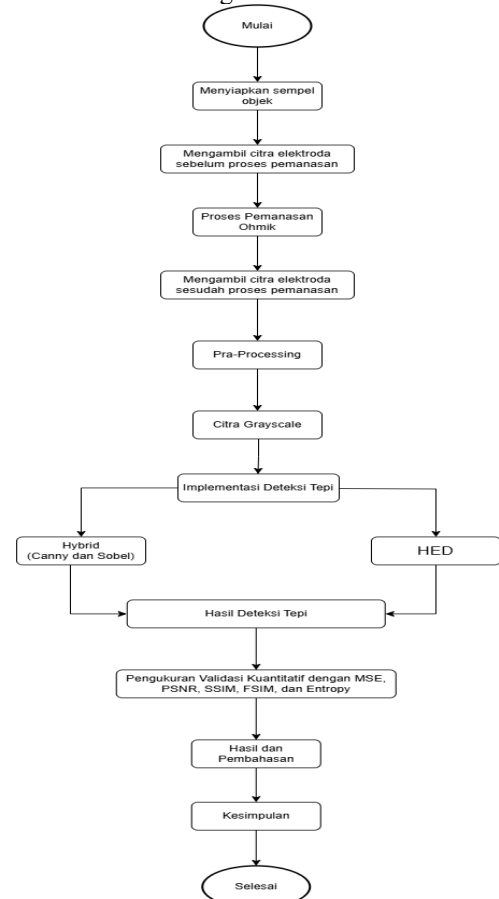 Mulai
Menyiapkan sempel
objek
Mengambil citra elektroda
sebelum proses pemanasan
Proses Pemanasan
Ohmik
Mengambil citra elektroda
sesudah proses pemanasan
Pra-Processing
Citra Grayscale
Implementasi Deteksi Tepi
Hybrid
(Canny dan Sobel)
HED
Hasil Deteksi Tepi
Pengukuran Validasi Kuantitatif dengan MSE,
PSNR, SSIM, FSIM, dan Entropy
Hasil dan
Pembahasan
Kesimpulan
Selesai